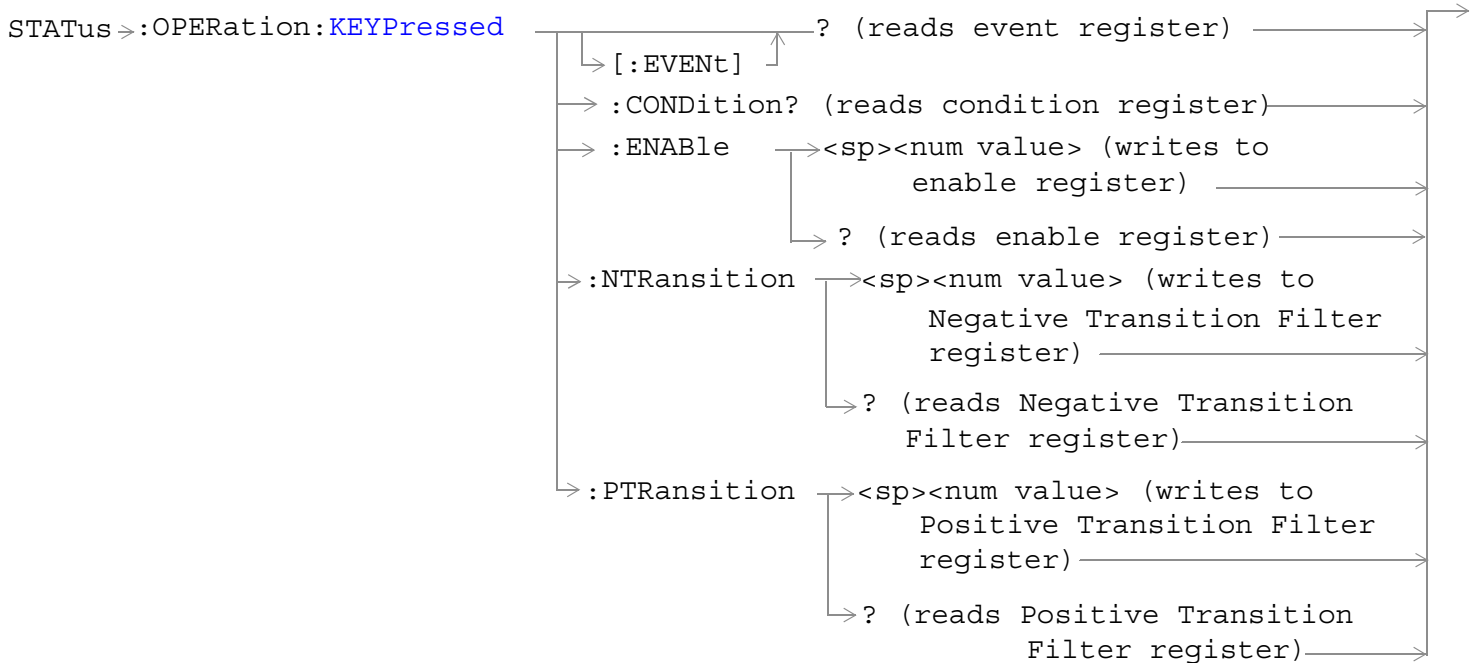 STATus :OPERation:KEYPressed ? (reads event register)
[:EVENt]
:CONDition? (reads condition register)
:ENABle <sp><num value> (writes to
enable register)
? (reads enable register)
:NTRansition <sp><num value> (writes to
Negative Transition Filter
register)
? (reads Negative Transition
Filter register)
:PTRansition <sp><num value> (writes to
Positive Transition Filter
register)
? (reads Positive Transition
Filter register)